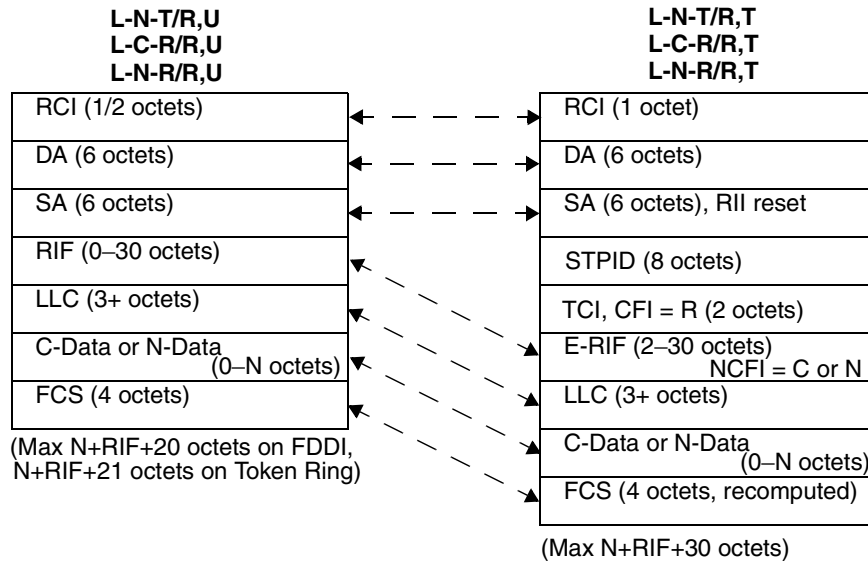 L-N-T/R,U
L-C-R/R,U
L-N-R/R,U
RCI (1/2 octets)
DA (6 octets)
SA (6 octets)
RIF (0–30 octets)
LLC (3+ octets)
C-Data or N-Data
(0–N octets)
FCS (4 octets)
(Max N+RIF+20 octets on FDDI,
N+RIF+21 octets on Token Ring)
L-N-T/R,T
L-C-R/R,T
L-N-R/R,T
RCI (1 octet)
DA (6 octets)
SA (6 octets), RII reset
STPID (8 octets)
TCI, CFI = R (2 octets)
E-RIF (2–30 octets)
NCFI = C or N
LLC (3+ octets)
C-Data or N-Data
(0–N octets)
FCS (4 octets, recomputed)
(Max N+RIF+30 octets)